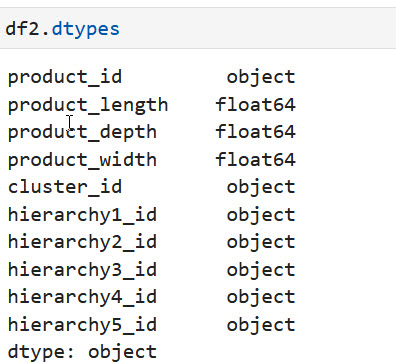 df2.dtypes
product_id object
product_length float64
product_depth float64
product_width float64
cluster_id object
hierarchy1_id object
hierarchy2_id object
hierarchy3_id object
hierarchy4_id object
hierarchy5_id object
dtype: object